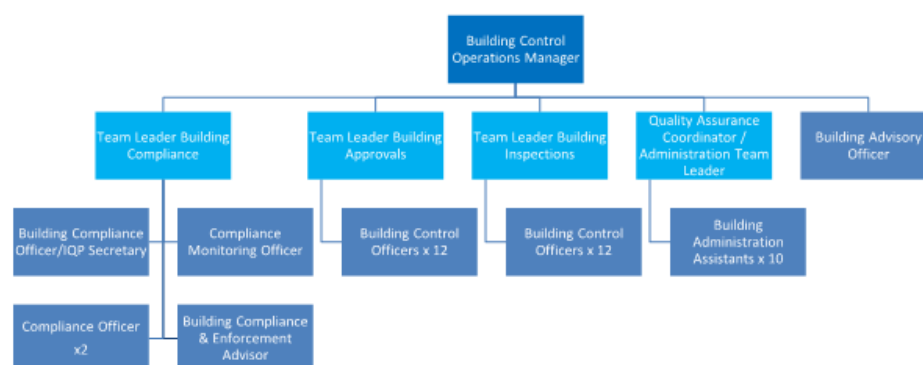 Building Control
Operations Manager
Team Leader Building
Compliance
Team Leader Building
Approvals
Team Leader Building
Inspections
Quality Assurance
Coordinator /
Administration Team
Leader
Building Advisory
Officer
Building Compliance
Officer/IQP Secretary
Compliance
Monitoring Officer
Building Control
Officers x 12
Building Control
Officers x 12
Building
Administration
Assistants x 10
Compliance Officer
x2
Building Compliance
& Enforcement
Advisor